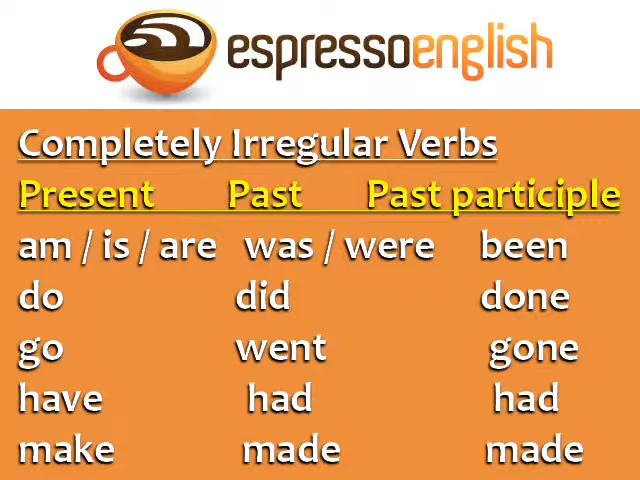 espressoenglish
Completely Irregular Verbs
Present Past Past participle
am / is / are was / were been
do did done
go went gone
have had had
make made made